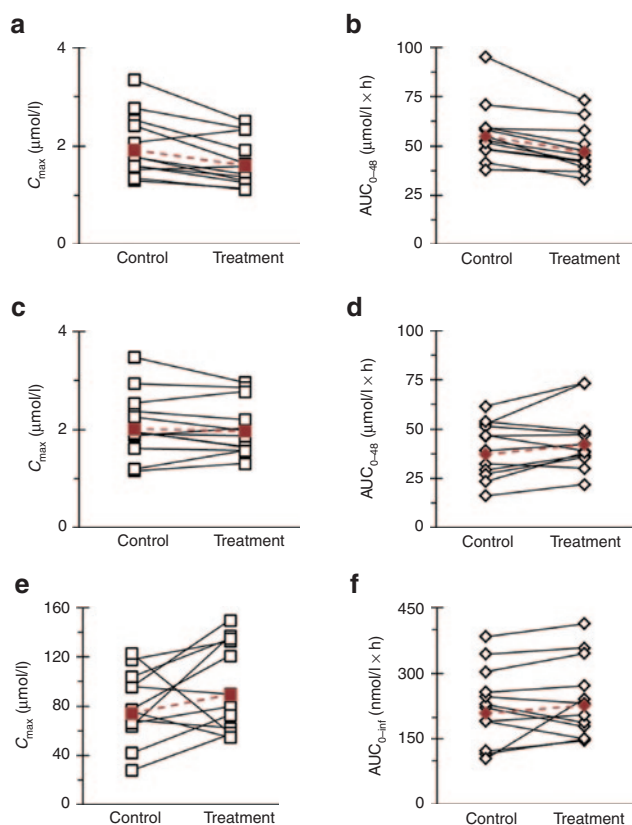 a
4
2
0
Cmax (µmol/l)
Control
Treatment
b
100
75
50
25
0
AUC0–48 (µmol/l × h)
Control
Treatment
c
4
2
0
Cmax (µmol/l)
Control
Treatment
d
100
75
50
25
0
AUC0–48 (µmol/l × h)
Control
Treatment
e
160
120
80
40
0
Cmax (µmol/l)
Control
Treatment
f
450
300
150
0
AUC0–inf (nmol/l × h)
Control
Treatment